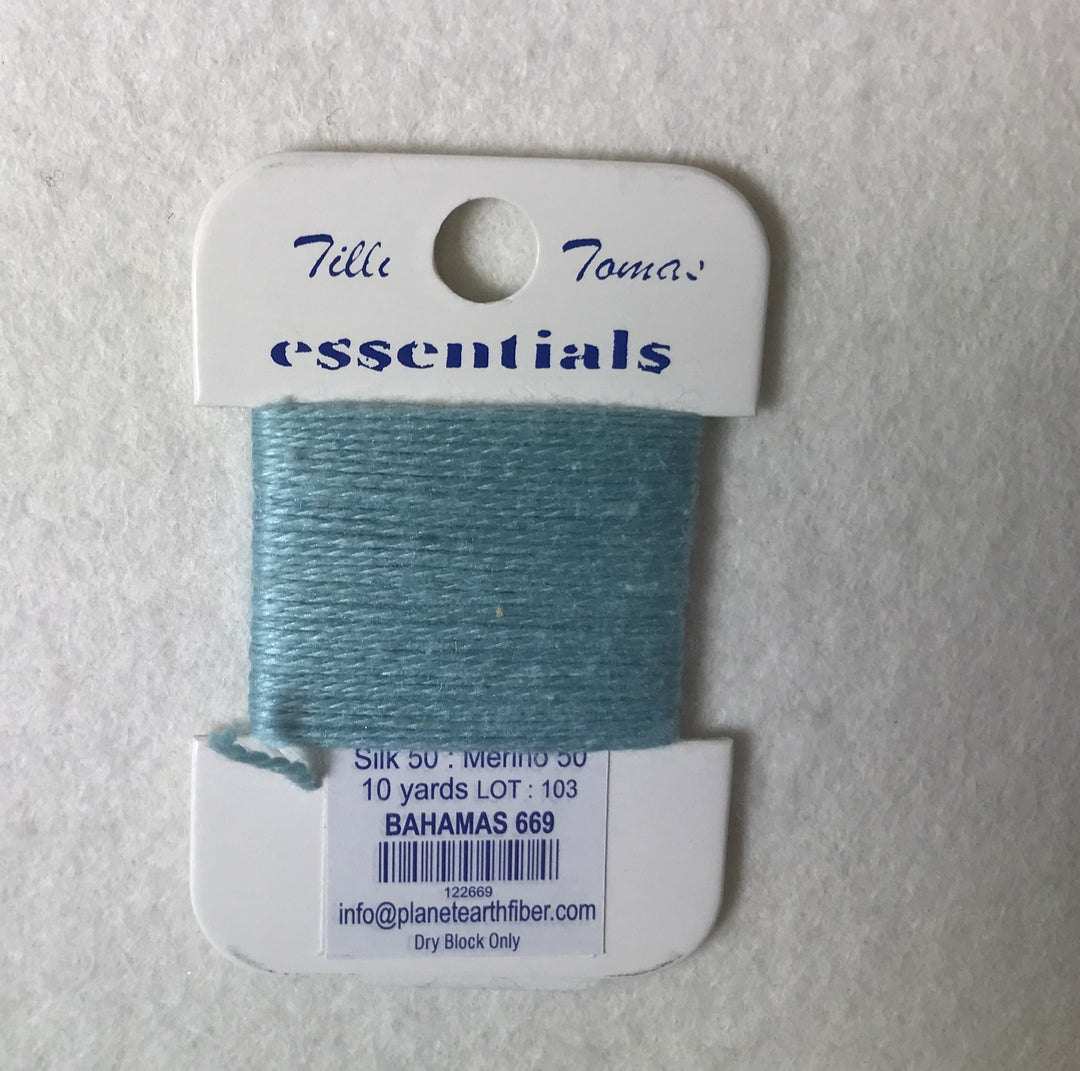 Tilli Tomas
essentials
Silk 50 : Merino 50
10 yards LOT : 103
BAHAMAS 669
122669
info@planetearthfiber.com
Dry Block Only